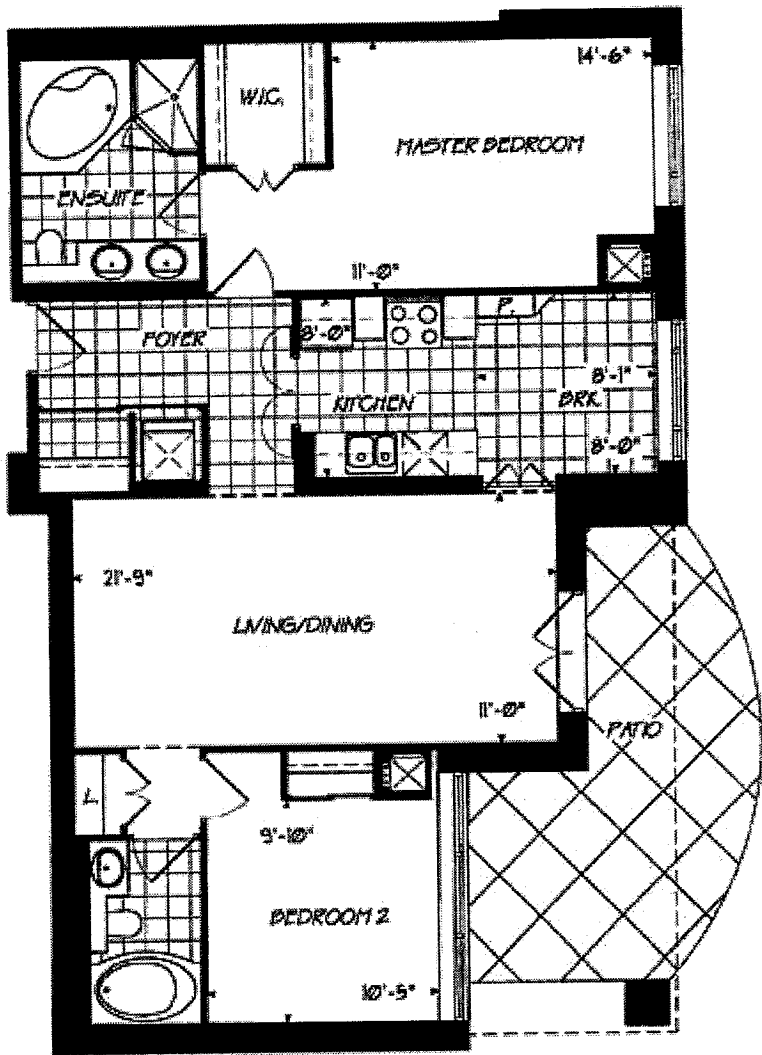 14'-6"
W.I.C.
MASTER BEDROOM
ENSUITE
11'-0"
P.
FOYER
8'-0"
8'-1"
KITCHEN
BRK.
8'-0"
21'-9"
LIVING/DINING
11'-0"
PATIO
L
9'-10"
BEDROOM 2
10'-5"